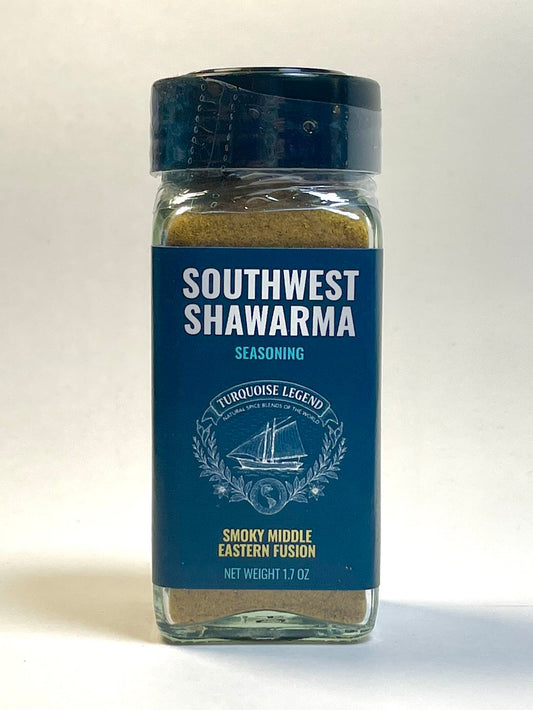 SOUTHWEST
SHAWARMA
SEASONING
TURQUOISE LEGEND
NATURAL SPICE BLENDS OF THE WORLD
SMOKY MIDDLE
EASTERN FUSION
NET WEIGHT 1.7 OZ